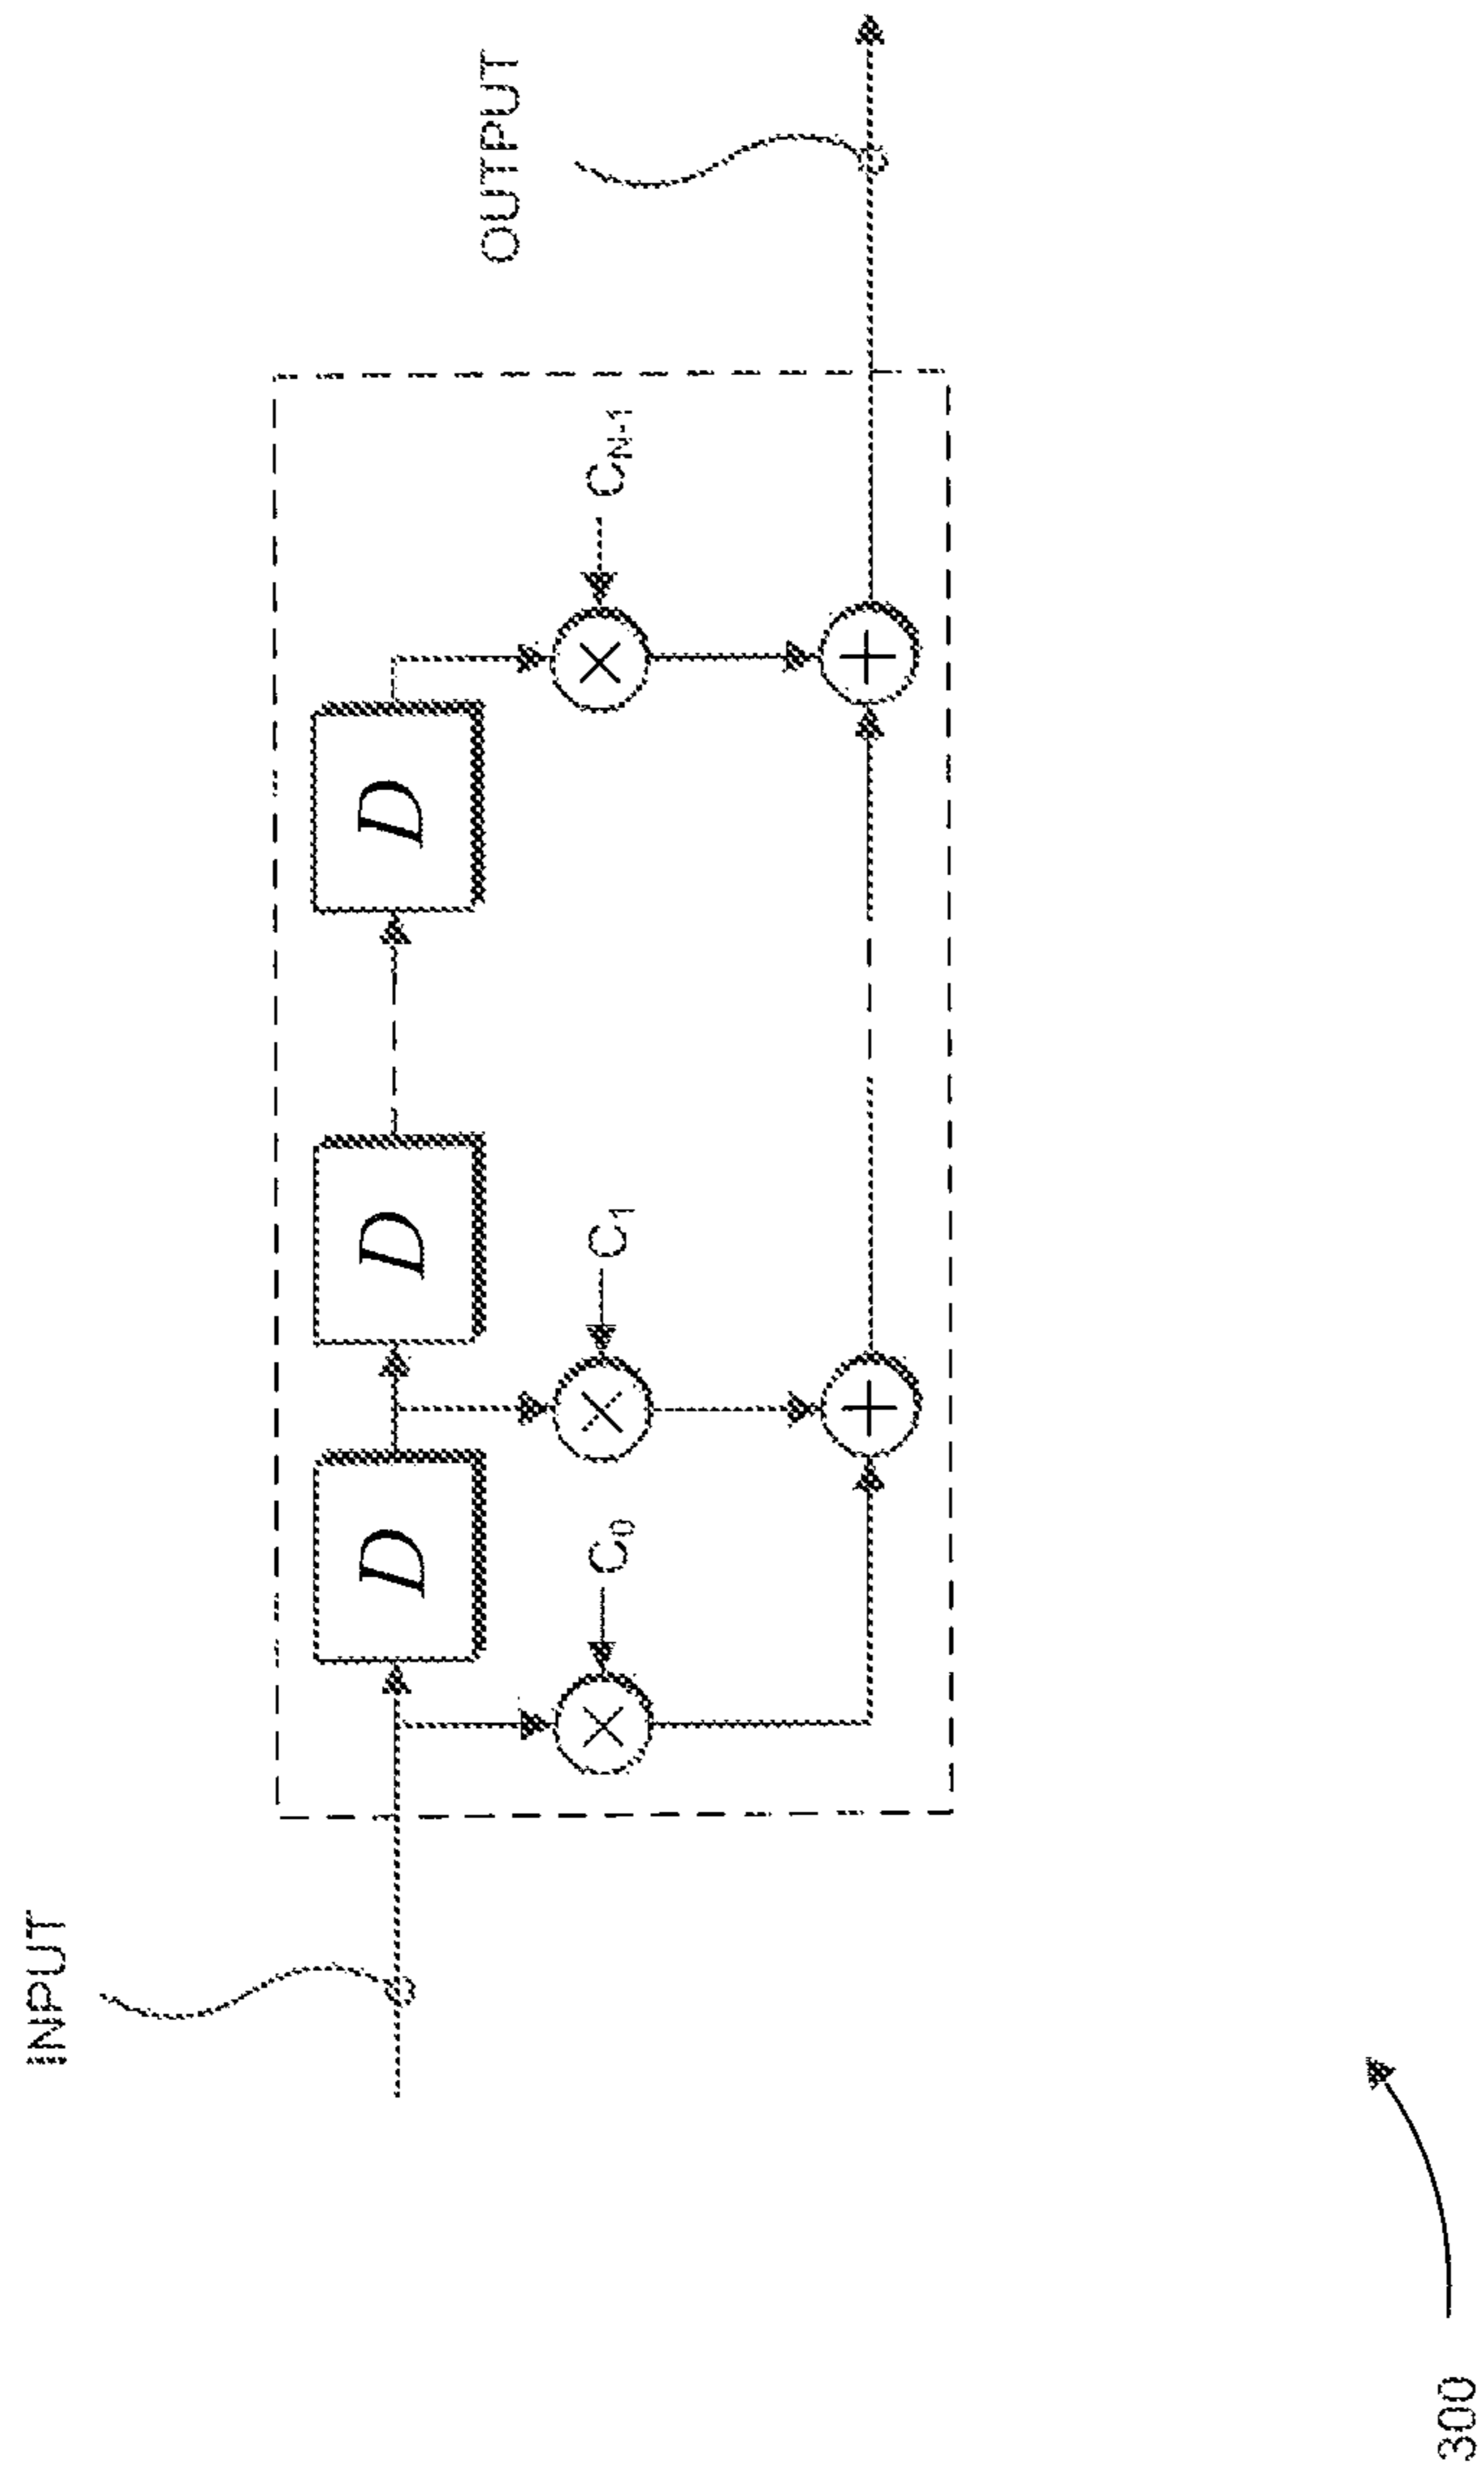 INPUT
OUTPUT
D
D
D
C0
C1
CN-1
×
×
×
+
+
300